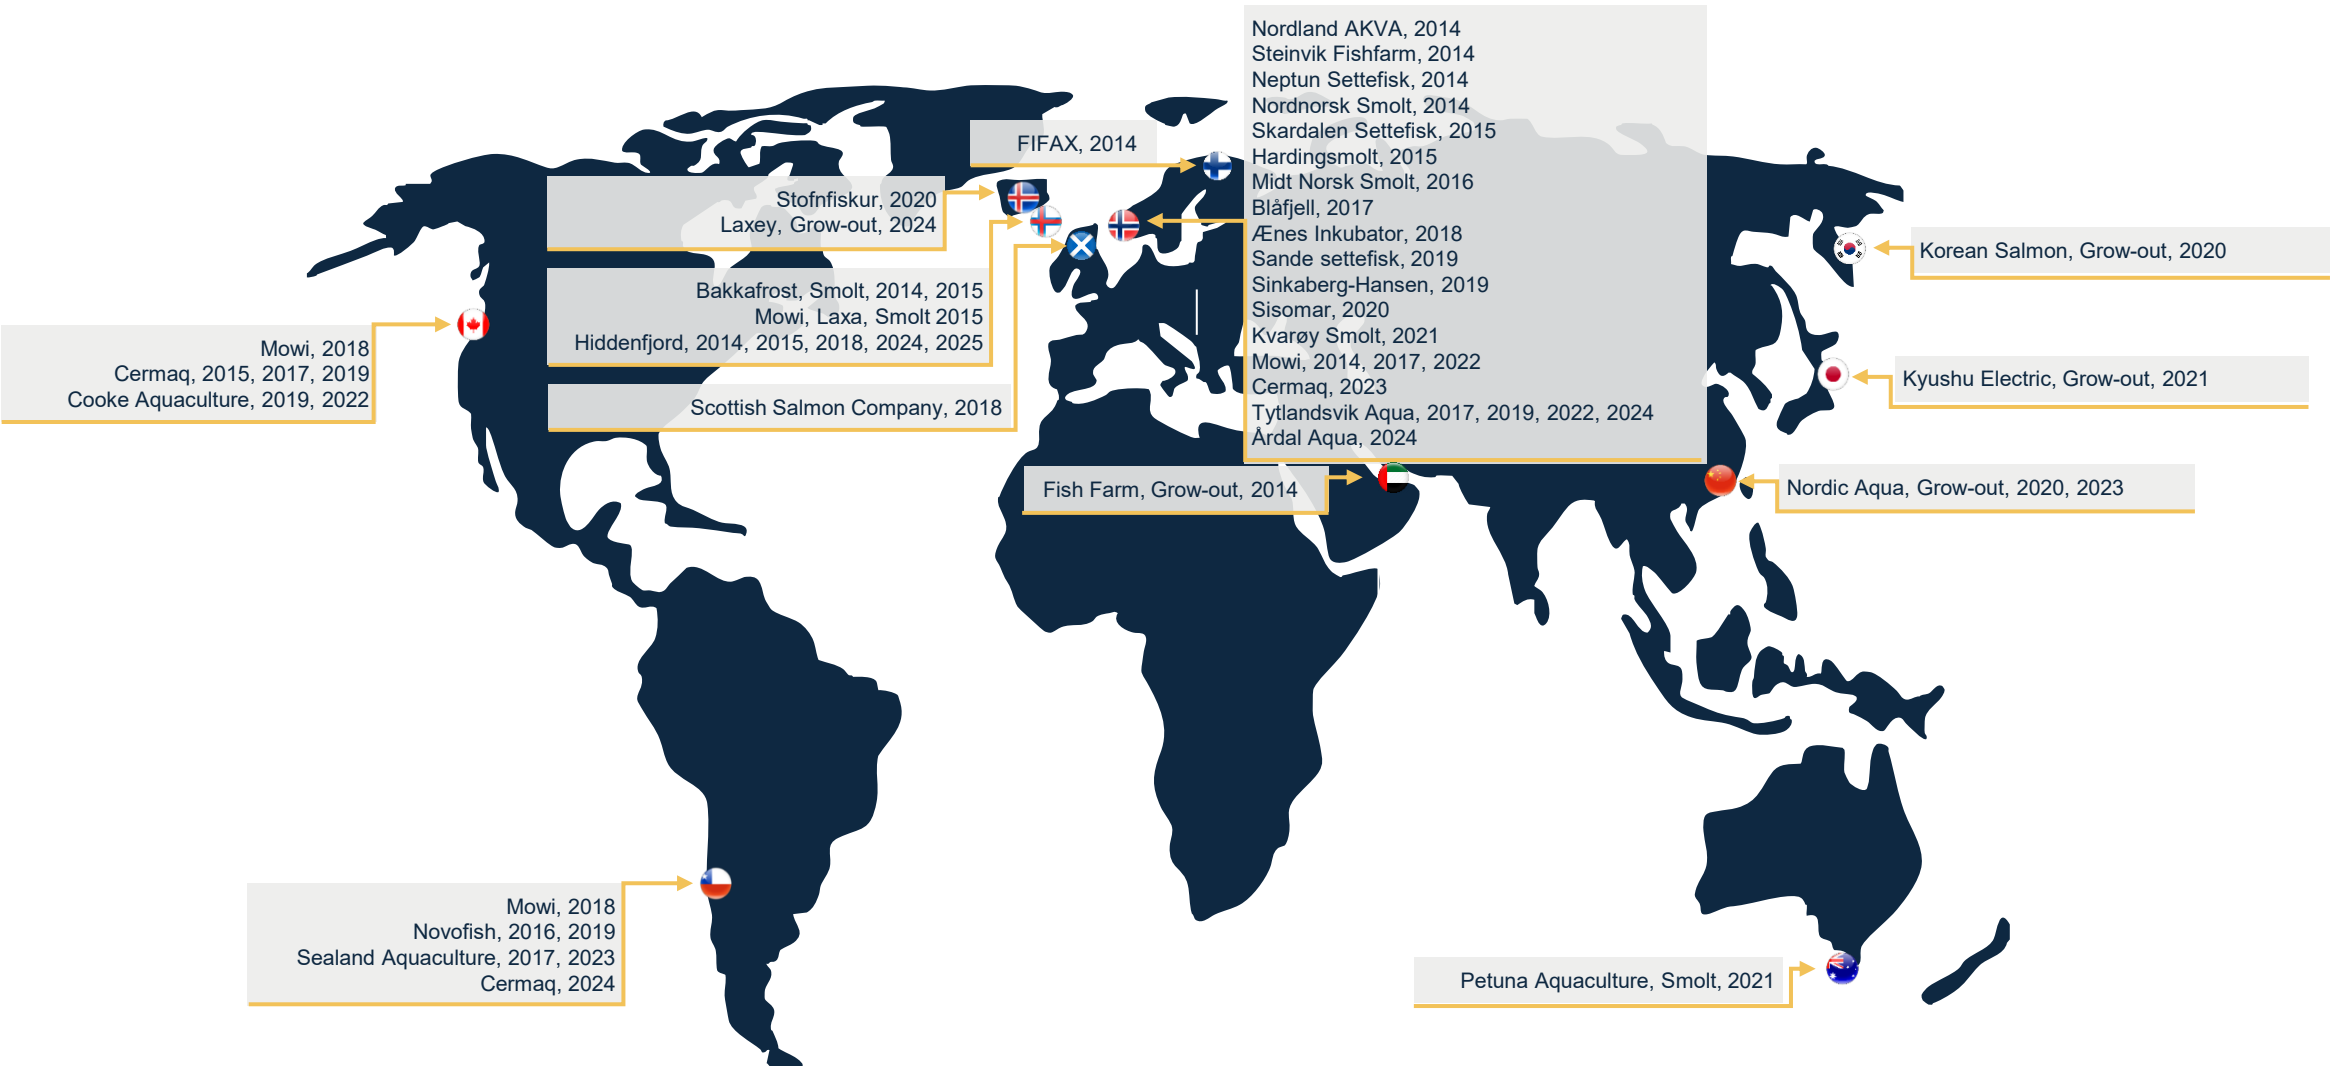 Nordland AKVA, 2014
Steinvik Fishfarm, 2014
Neptun Settefisk, 2014
Nordnorsk Smolt, 2014
Skardalen Settefisk, 2015
Hardingsmolt, 2015
Midt Norsk Smolt, 2016
Blåfjell, 2017
Ænes Inkubator, 2018
Sande settefisk, 2019
Sinkaberg-Hansen, 2019
Sisomar, 2020
Kvarøy Smolt, 2021
Mowi, 2014, 2017, 2022
Cermaq, 2023
Tytlandsvik Aqua, 2017, 2019, 2022, 2024
Årdal Aqua, 2024
FIFAX, 2014
Stofnfiskur, 2020
Laxey, Grow-out, 2024
Bakkafrost, Smolt, 2014, 2015
Mowi, Laxa, Smolt 2015
Hiddenfjord, 2014, 2015, 2018, 2024, 2025
Scottish Salmon Company, 2018
Mowi, 2018
Cermaq, 2015, 2017, 2019
Cooke Aquaculture, 2019, 2022
Korean Salmon, Grow-out, 2020
Kyushu Electric, Grow-out, 2021
Fish Farm, Grow-out, 2014
Nordic Aqua, Grow-out, 2020, 2023
Mowi, 2018
Novofish, 2016, 2019
Sealand Aquaculture, 2017, 2023
Cermaq, 2024
Petuna Aquaculture, Smolt, 2021